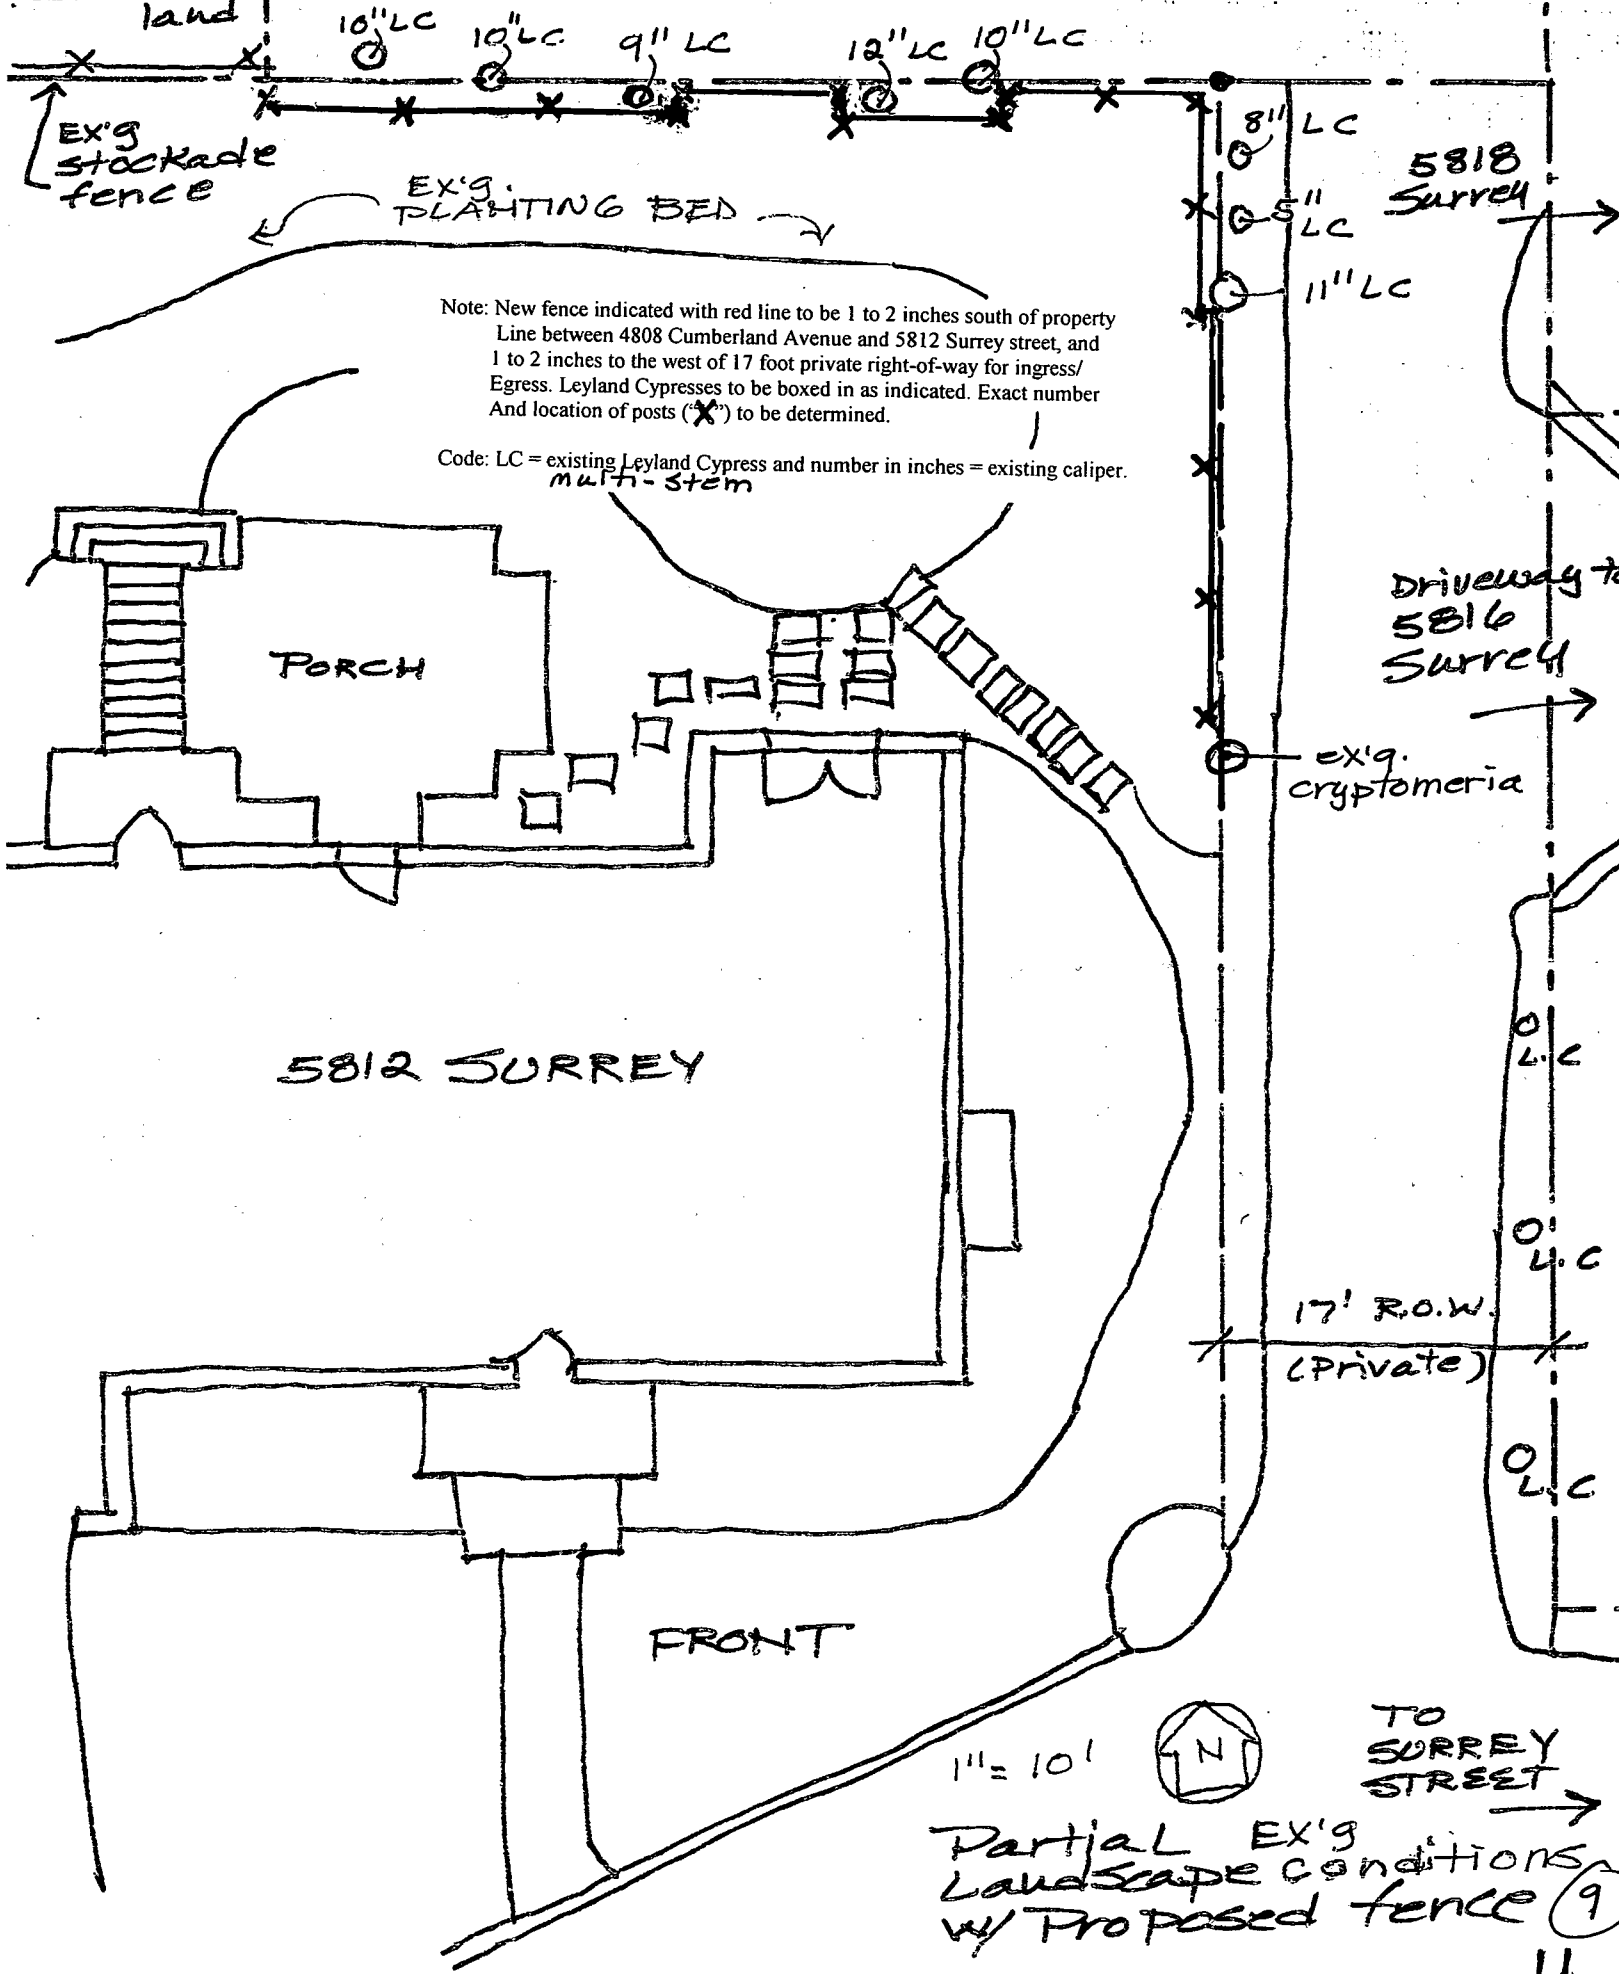 land
10" LC
10" LC
9" LC
12" LC
10" LC
Ex'g
stockade
fence
8" LC
5"
LC
5818
Surrey
Ex'g.
PLANTING BED
11" LC
Note: New fence indicated with red line to be 1 to 2 inches south of property
Line between 4808 Cumberland Avenue and 5812 Surrey street, and
1 to 2 inches to the west of 17 foot private right-of-way for ingress/
Egress. Leyland Cypresses to be boxed in as indicated. Exact number
And location of posts ("X") to be determined.
Code: LC = existing Leyland Cypress and number in inches = existing caliper.
multi-stem
PORCH
Driveway to
5816
Surrey
ex'g.
cryptomeria
5812 SURREY
L.C
L.C
17' R.O.W.
(Private)
L.C
FRONT
1" = 10'
N
TO
SURREY
STREET
Partial Ex'g
Landscape conditions
w/ Proposed fence 9